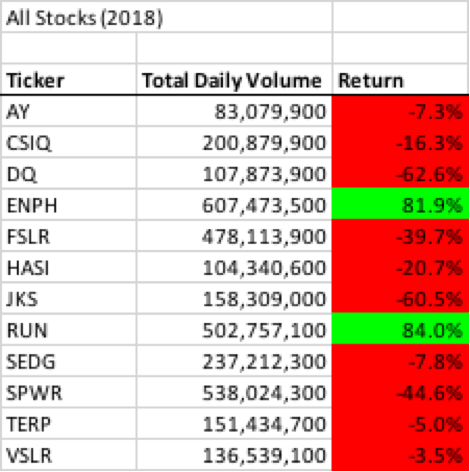 All Stocks (2018)
Ticker Total Daily Volume Return
AY 83,079,900 -7.3%
CSIQ 200,879,900 -16.3%
DQ 107,873,900 -62.6%
ENPH 607,473,500 81.9%
FSLR 478,113,900 -39.7%
HASI 104,340,600 -20.7%
JKS 158,309,000 -60.5%
RUN 502,757,100 84.0%
SEDG 237,212,300 -7.8%
SPWR 538,024,300 -44.6%
TERP 151,434,700 -5.0%
VSLR 136,539,100 -3.5%